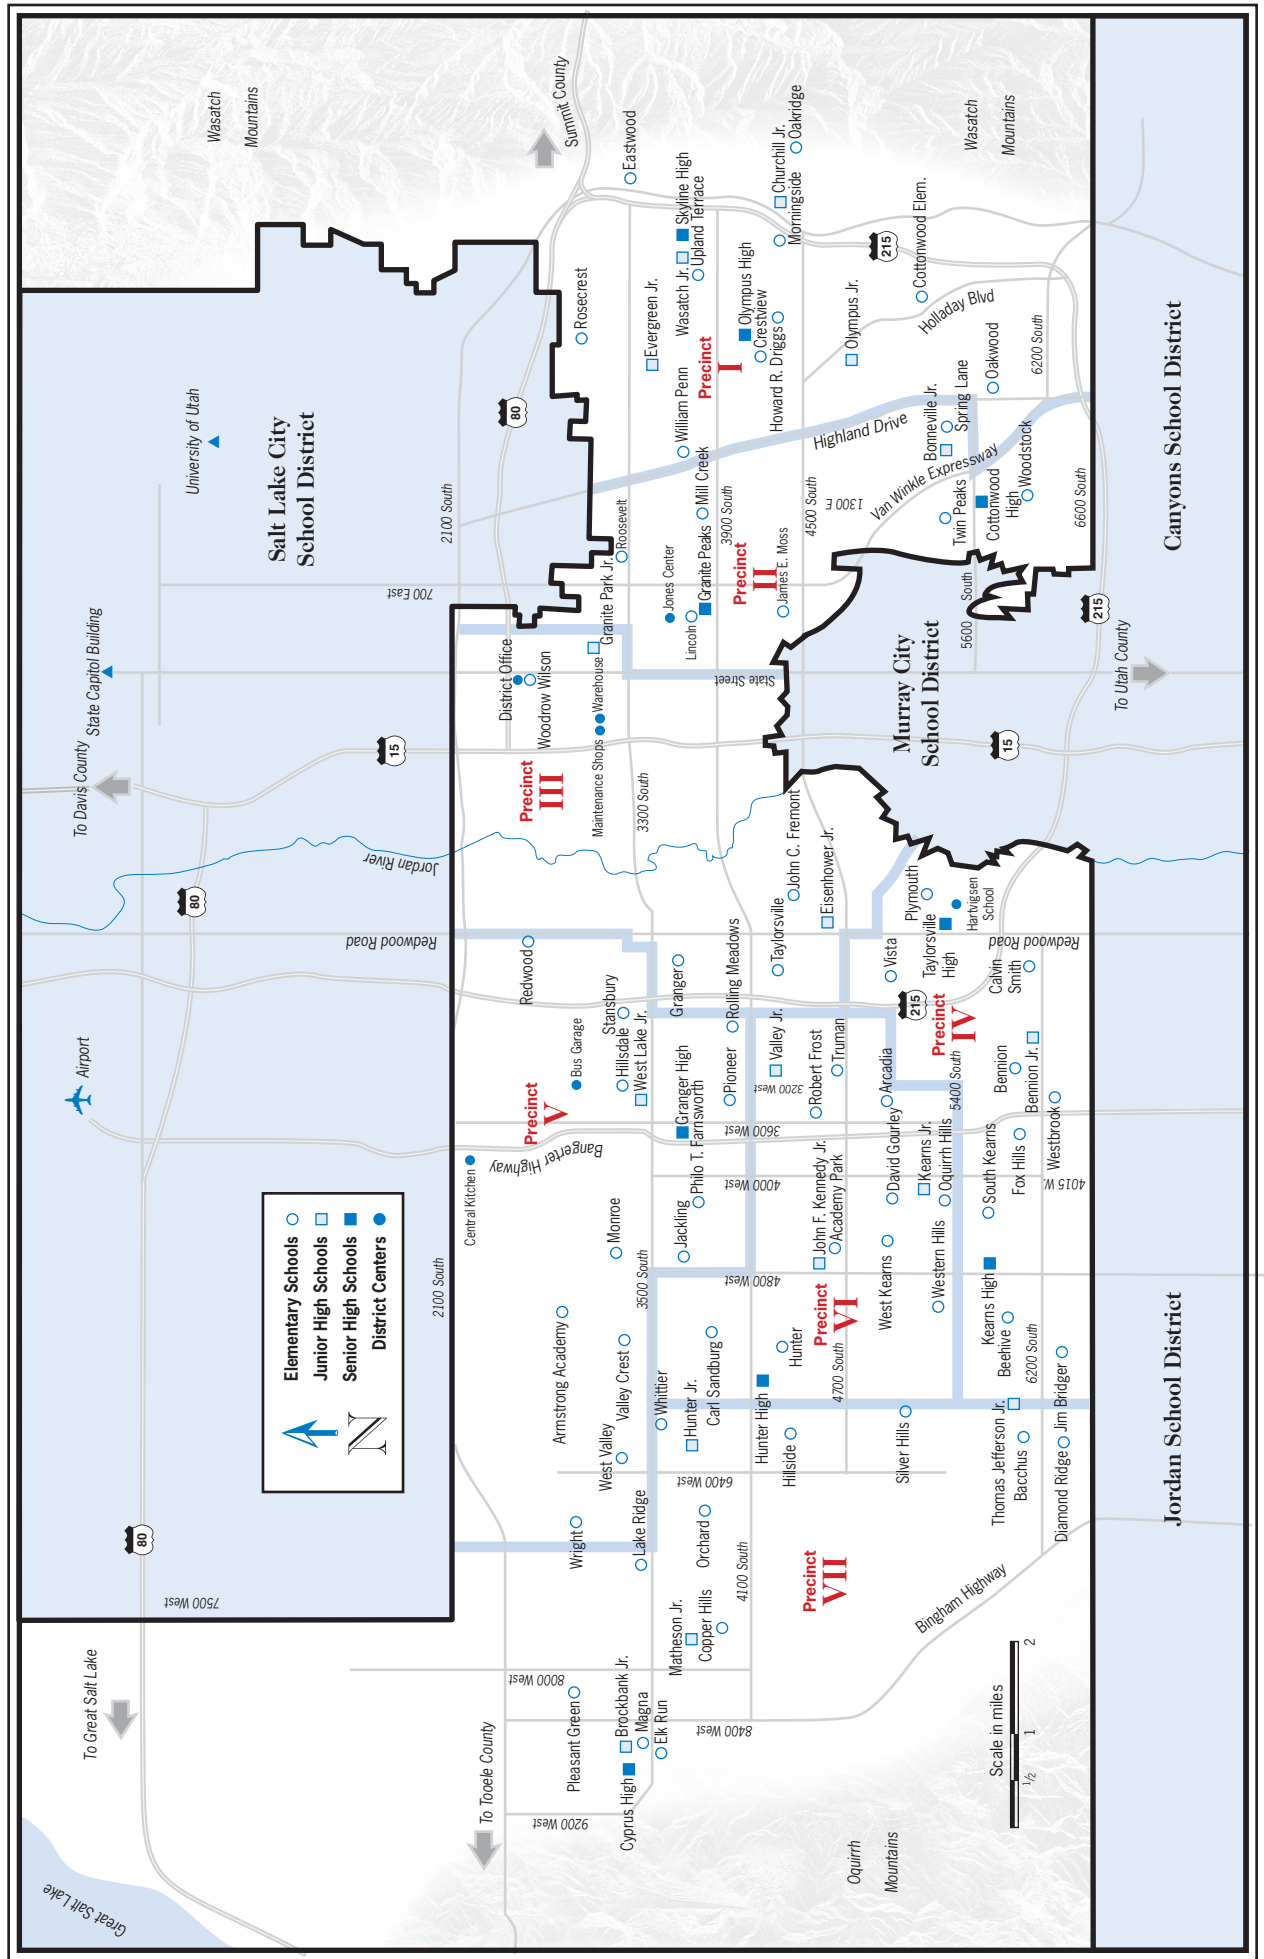 Great Salt Lake
To Great Salt Lake
80
7500 West
Airport
80
To Davis County
State Capitol Building
University of Utah
Wasatch
Mountains
Salt Lake City
School District
15
Jordan River
Redwood Road
700 East
2100 South
2100 South
80
Summit County
N
Elementary Schools
Junior High Schools
Senior High Schools
District Centers
To Tooele County
9200 West
8000 West
8400 West
Pleasant Green
Cyprus High
Brockbank Jr.
Magna
Elk Run
Matheson Jr.
Copper Hills
Wright
Lake Ridge
Orchard
4100 South
Precinct
VII
Armstrong Academy
West Valley
Valley Crest
Whittier
Hunter Jr.
Carl Sandburg
6400 West
Hunter High
Hillside
Hunter
Monroe
3500 South
Jackling
Philo T. Farnsworth
4800 West
4000 West
3600 West
3200 West
Central Kitchen
Bangerter Highway
Precinct
V
Bus Garage
Stansbury
Hillsdale
West Lake Jr.
Granger High
Pioneer
Redwood
Granger
Rolling Meadows
Valley Jr.
Taylorsville
Robert Frost
Truman
John F. Kennedy Jr.
Academy Park
Precinct
VI
4700 South
West Kearns
David Gourley
Arcadia
Kearns Jr.
Oquirrh Hills
Western Hills
Silver Hills
5400 South
South Kearns
Kearns High
Beehive
6200 South
Thomas Jefferson Jr.
Bacchus
Diamond Ridge
Jim Bridger
Fox Hills
Westbrook
4015 W.
Bennion
Bennion Jr.
Precinct
IV
215
Vista
Taylorsville
High
Plymouth
Hartvigsen
School
Calvin
Smith
Redwood Road
John C. Fremont
Eisenhower Jr.
Precinct
III
District Office
Woodrow Wilson
Maintenance Shops
Warehouse
3300 South
State Street
Granite Park Jr.
Roosevelt
Jones Center
Lincoln
Granite Peaks
Mill Creek
3900 South
Precinct
II
James E. Moss
4500 South
1300 E
William Penn
Rosecrest
Evergreen Jr.
Wasatch Jr.
Skyline High
Upland Terrace
Eastwood
Precinct
I
Olympus High
Crestview
Howard R. Driggs
Churchill Jr.
Morningside
Oakridge
Olympus Jr.
215
Cottonwood Elem.
Holladay Blvd
Highland Drive
Van Winkle Expressway
Bonneville Jr.
Spring Lane
Oakwood
6200 South
Twin Peaks
Cottonwood
High
Woodstock
6600 South
5600 South
Wasatch
Mountains
Murray City
School District
15
215
To Utah County
Bingham Highway
Oquirrh
Mountains
Scale in miles
1/2
1
2
Jordan School District
Canyons School District